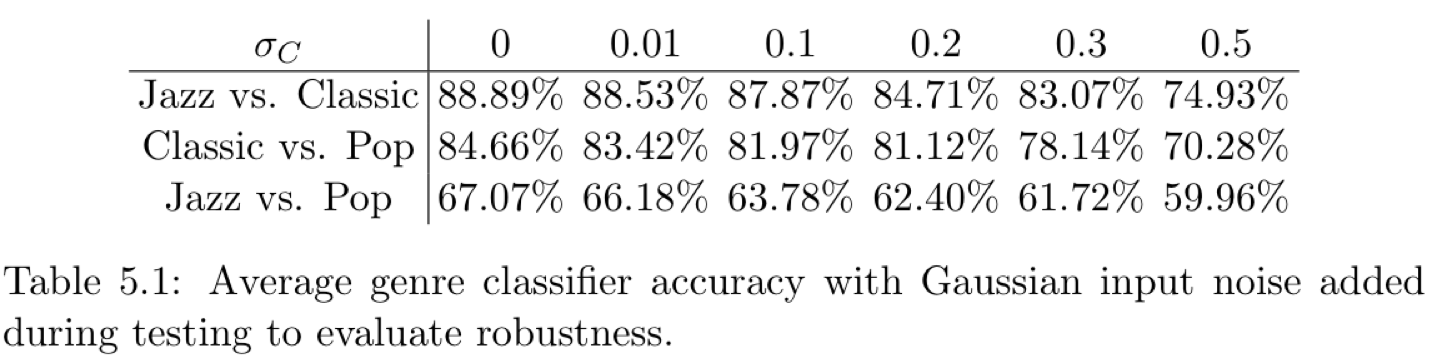 σC 0 0.01 0.1 0.2 0.3 0.5
Jazz vs. Classic 88.89% 88.53% 87.87% 84.71% 83.07% 74.93%
Classic vs. Pop 84.66% 83.42% 81.97% 81.12% 78.14% 70.28%
Jazz vs. Pop 67.07% 66.18% 63.78% 62.40% 61.72% 59.96%
Table 5.1: Average genre classifier accuracy with Gaussian input noise added
during testing to evaluate robustness.